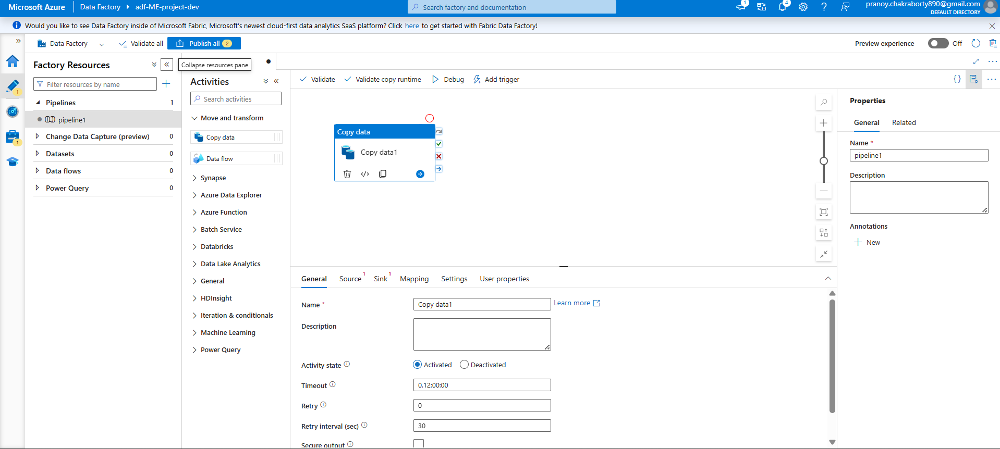 Microsoft Azure Data Factory adf-ME-project-dev Search factory and documentation 1 4 pranoy.chakraborty890@gmail.com
DEFAULT DIRECTORY
Would you like to see Data Factory inside of Microsoft Fabric, Microsoft's newest cloud-first data analytics SaaS platform? Click here to get started with Fabric Data Factory!
Data Factory Validate all Publish all 2 Preview experience Off
Factory Resources
Collapse resources pane
Filter resources by name
1
1
Pipelines 1
pipeline1
Change Data Capture (preview) 0
Datasets 0
Data flows 0
Power Query 0
Activities
Search activities
Move and transform
Copy data
Data flow
Synapse
Azure Data Explorer
Azure Function
Batch Service
Databricks
Data Lake Analytics
General
HDInsight
Iteration & conditionals
Machine Learning
Power Query
Validate Validate copy runtime Debug Add trigger {}
Copy data
Copy data1
</>
General Source 1 Sink 1 Mapping Settings User properties
Name * Copy data1 Learn more
Description
Activity state Activated Deactivated
Timeout 0.12:00:00
Retry 0
Retry interval (sec) 30
Secure output
Properties
General Related
Name *
pipeline1
Description
Annotations
New